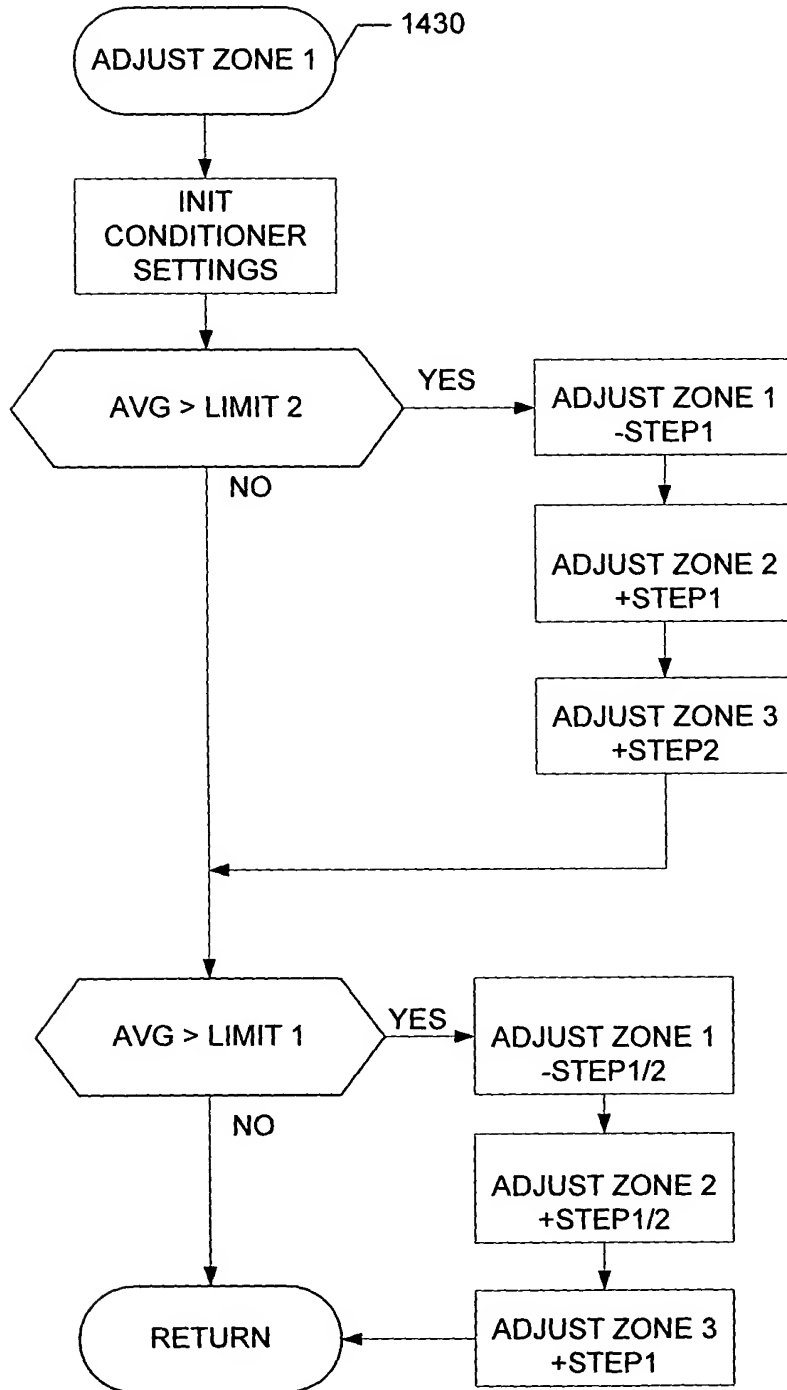 ADJUST ZONE 1
1430
INIT
CONDITIONER
SETTINGS
AVG > LIMIT 2
YES
ADJUST ZONE 1
-STEP1
NO
ADJUST ZONE 2
+STEP1
ADJUST ZONE 3
+STEP2
AVG > LIMIT 1
YES
ADJUST ZONE 1
-STEP1/2
NO
ADJUST ZONE 2
+STEP1/2
RETURN
ADJUST ZONE 3
+STEP1